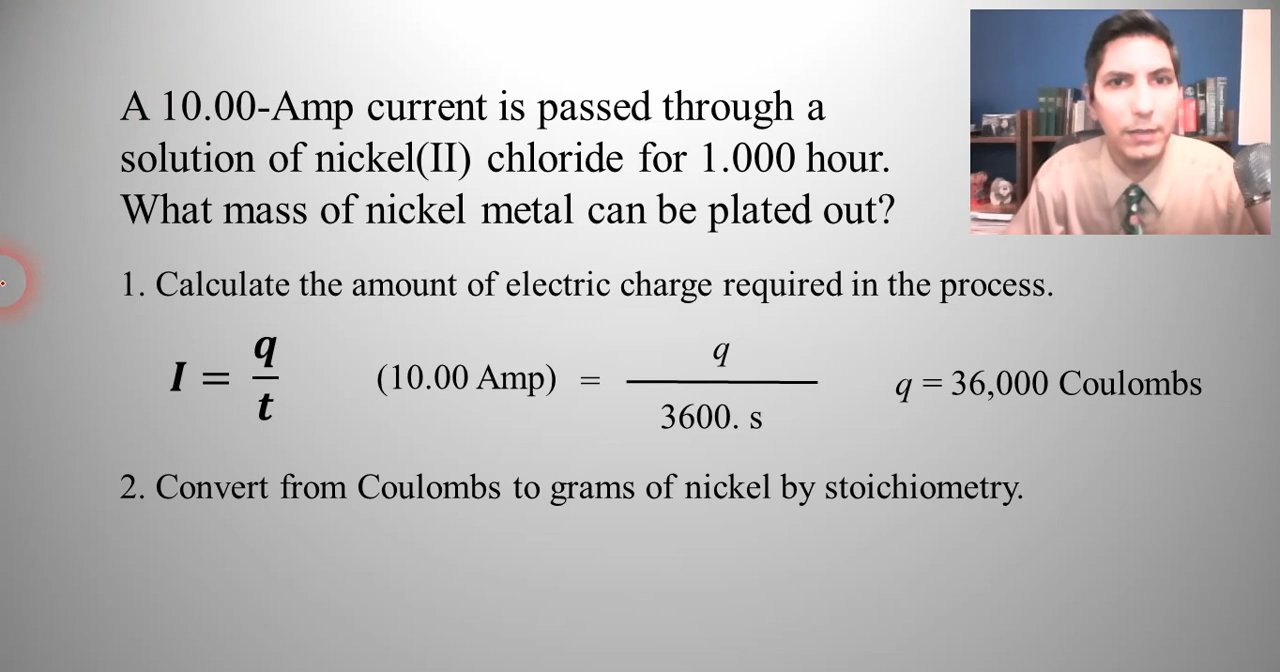 A 10.00-Amp current is passed through a
solution of nickel(II) chloride for 1.000 hour.
What mass of nickel metal can be plated out?
1. Calculate the amount of electric charge required in the process.
I = q/t (10.00 Amp) = q/3600. s q = 36,000 Coulombs
2. Convert from Coulombs to grams of nickel by stoichiometry.